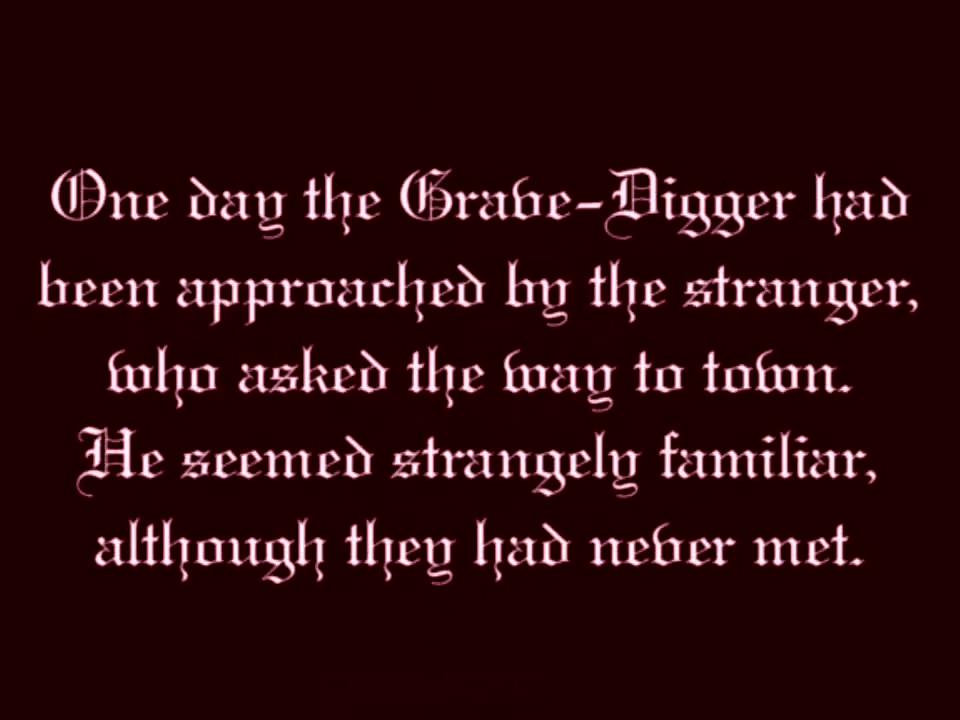 One day the Grave-Digger had
been approached by the stranger,
who asked the way to town.
He seemed strangely familiar,
although they had never met.